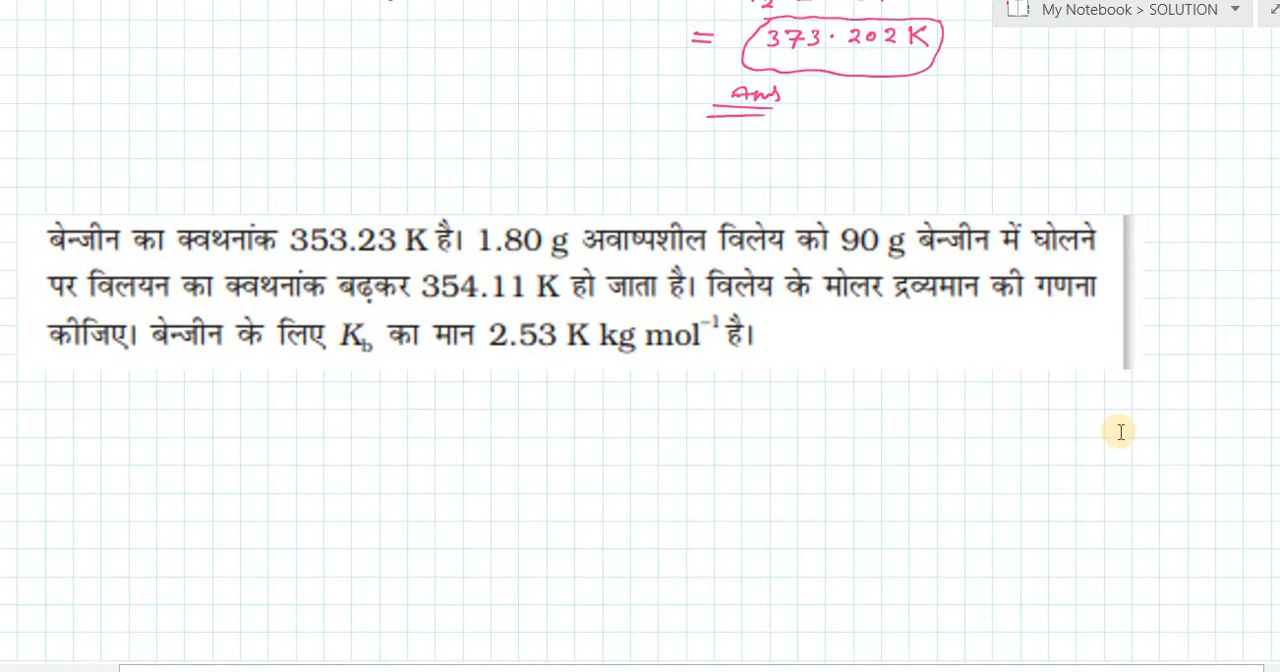 My Notebook > SOLUTION
= 373.202 K
Ans
बेन्जीन का क्वथनांक 353.23 K है। 1.80 g अवाष्पशील विलेय को 90 g बेन्जीन में घोलने
पर विलयन का क्वथनांक बढ़कर 354.11 K हो जाता है। विलेय के मोलर द्रव्यमान की गणना
कीजिए। बेन्जीन के लिए K_b का मान 2.53 K kg mol⁻¹ है।